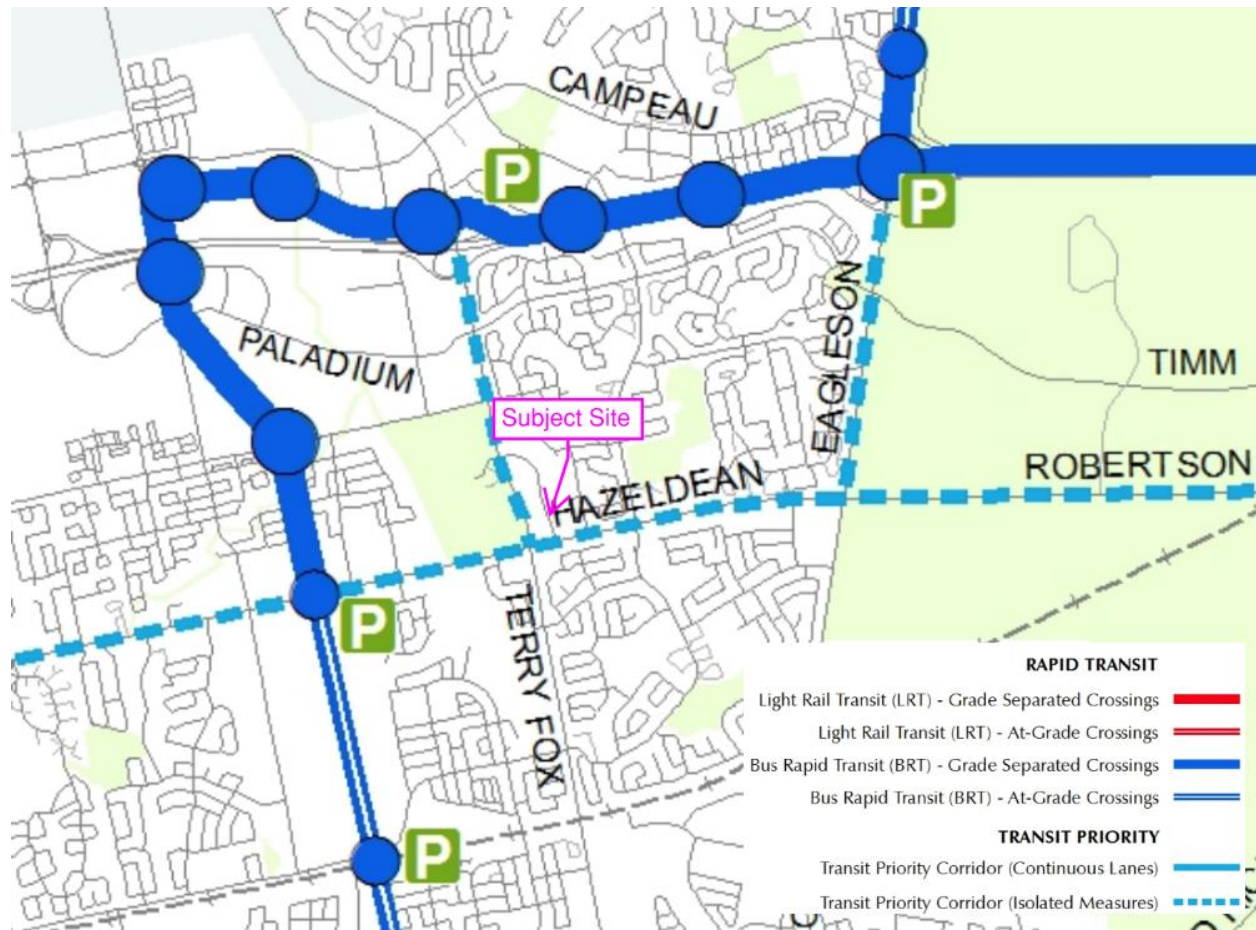 CAMPEAU
P
P
PALADIUM
EAGLESON
TIMM
Subject Site
HAZELDEAN
ROBERTSON
P
TERRY FOX
P
RAPID TRANSIT
Light Rail Transit (LRT) - Grade Separated Crossings
Light Rail Transit (LRT) - At-Grade Crossings
Bus Rapid Transit (BRT) - Grade Separated Crossings
Bus Rapid Transit (BRT) - At-Grade Crossings
TRANSIT PRIORITY
Transit Priority Corridor (Continuous Lanes)
Transit Priority Corridor (Isolated Measures)